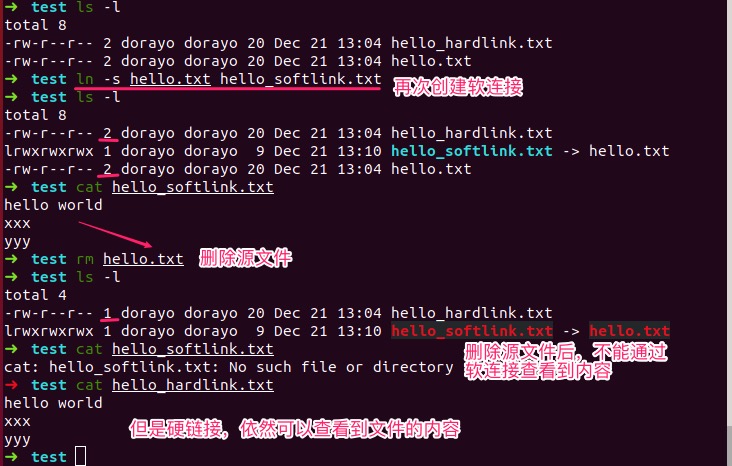 ➜ test ls -l
total 8
-rw-r--r-- 2 dorayo dorayo 20 Dec 21 13:04 hello_hardlink.txt
-rw-r--r-- 2 dorayo dorayo 20 Dec 21 13:04 hello.txt
➜ test ln -s hello.txt hello_softlink.txt 再次创建软连接
➜ test ls -l
total 8
-rw-r--r-- 2 dorayo dorayo 20 Dec 21 13:04 hello_hardlink.txt
lrwxrwxrwx 1 dorayo dorayo  9 Dec 21 13:10 hello_softlink.txt -> hello.txt
-rw-r--r-- 2 dorayo dorayo 20 Dec 21 13:04 hello.txt
➜ test cat hello_softlink.txt
hello world
xxx
yyy
➜ test rm hello.txt 删除源文件
➜ test ls -l
total 4
-rw-r--r-- 1 dorayo dorayo 20 Dec 21 13:04 hello_hardlink.txt
lrwxrwxrwx 1 dorayo dorayo  9 Dec 21 13:10 hello_softlink.txt -> hello.txt
➜ test cat hello_softlink.txt
cat: hello_softlink.txt: No such file or directory
删除源文件后，不能通过
软连接查看到内容
➜ test cat hello_hardlink.txt
hello world
xxx
yyy
但是硬链接，依然可以查看到文件的内容
➜ test